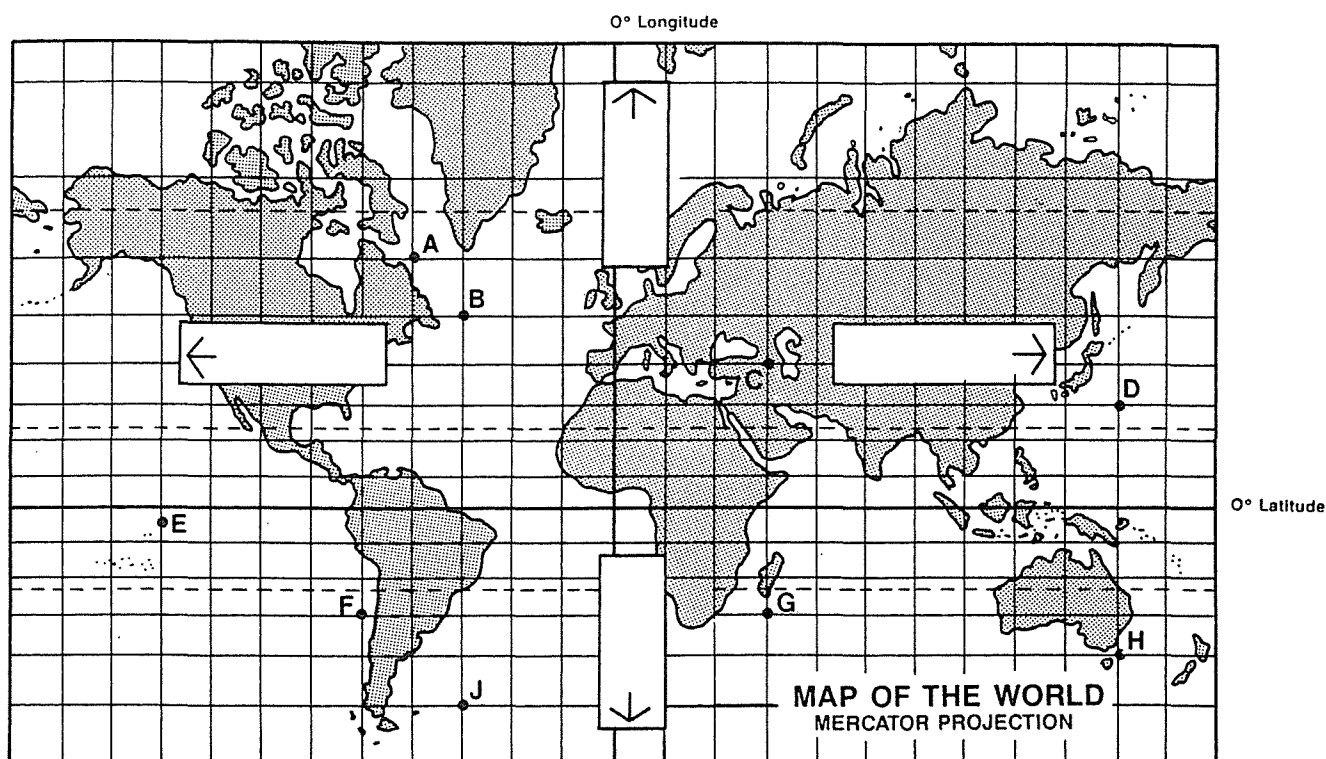 0° Longitude
A
B
C
D
0° Latitude
E
F
G
H
J
MAP OF THE WORLD
MERCATOR PROJECTION